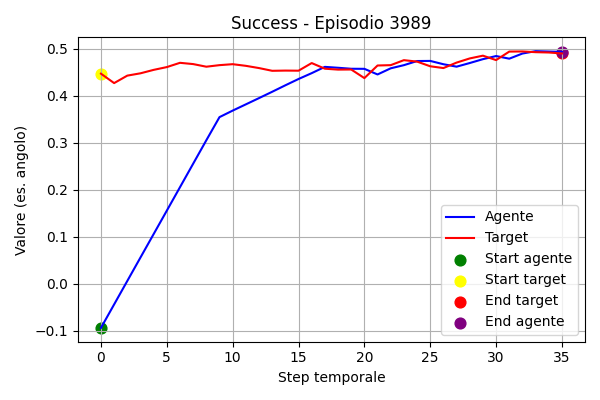 Success - Episodio 3989
Valore (es. angolo)
0.5
0.4
0.3
0.2
0.1
0.0
−0.1
0 5 10 15 20 25 30 35
Step temporale
Agente
Target
Start agente
Start target
End target
End agente